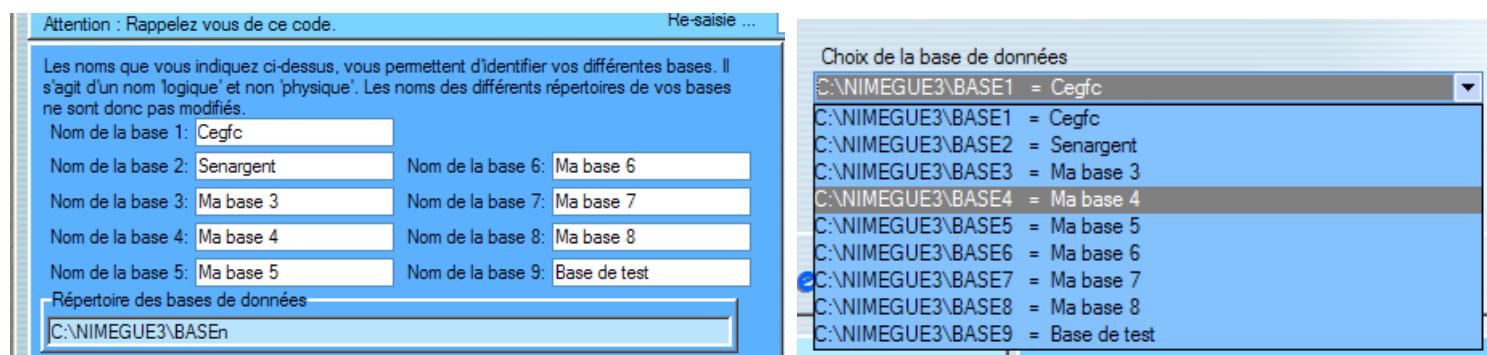 Attention : Rappelez vous de ce code.
Re-saisie ...
Les noms que vous indiquez ci-dessus, vous permettent d'identifier vos différentes bases. Il
s'agit d'un nom 'logique' et non 'physique'. Les noms des différents répertoires de vos bases
ne sont donc pas modifiés.
Nom de la base 1: Cegfc
Nom de la base 2: Senargent Nom de la base 6: Ma base 6
Nom de la base 3: Ma base 3 Nom de la base 7: Ma base 7
Nom de la base 4: Ma base 4 Nom de la base 8: Ma base 8
Nom de la base 5: Ma base 5 Nom de la base 9: Base de test
Répertoire des bases de données
C:\NIMEGUE3\BASEn
Choix de la base de données
C:\NIMEGUE3\BASE1 = Cegfc
C:\NIMEGUE3\BASE1 = Cegfc
C:\NIMEGUE3\BASE2 = Senargent
C:\NIMEGUE3\BASE3 = Ma base 3
C:\NIMEGUE3\BASE4 = Ma base 4
C:\NIMEGUE3\BASE5 = Ma base 5
C:\NIMEGUE3\BASE6 = Ma base 6
C:\NIMEGUE3\BASE7 = Ma base 7
C:\NIMEGUE3\BASE8 = Ma base 8
C:\NIMEGUE3\BASE9 = Base de test